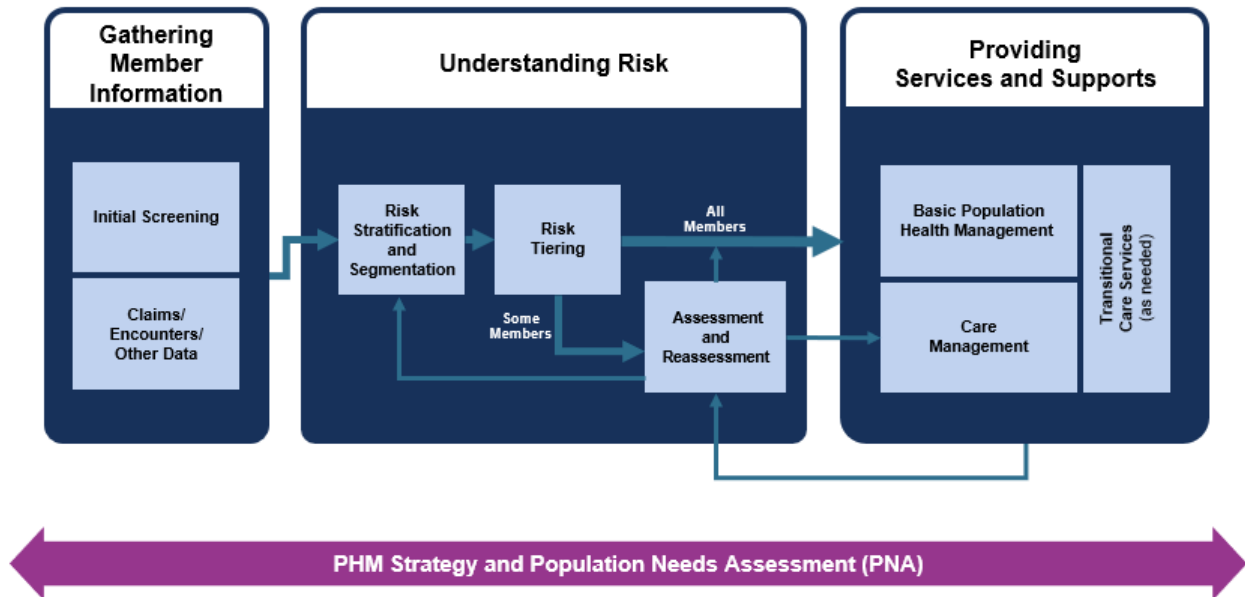 Gathering
Member
Information
Initial Screening
Claims/
Encounters/
Other Data
Understanding Risk
Risk
Stratification
and
Segmentation
Risk
Tiering
All
Members
Some
Members
Assessment
and
Reassessment
Providing
Services and Supports
Basic Population
Health Management
Care
Management
Transitional
Care Services
(as needed)
PHM Strategy and Population Needs Assessment (PNA)